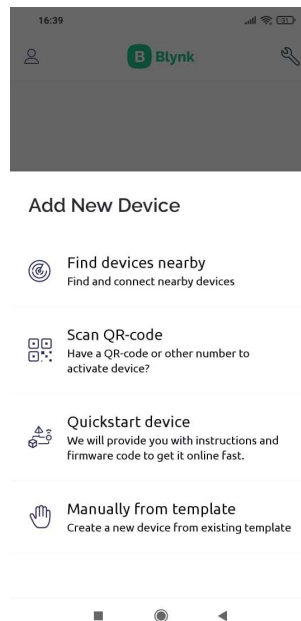 16:39
31
B Blynk
Add New Device
Find devices nearby
Find and connect nearby devices
Scan QR-code
Have a QR-code or other number to
activate device?
Quickstart device
We will provide you with instructions and
firmware code to get it online fast.
Manually from template
Create a new device from existing template